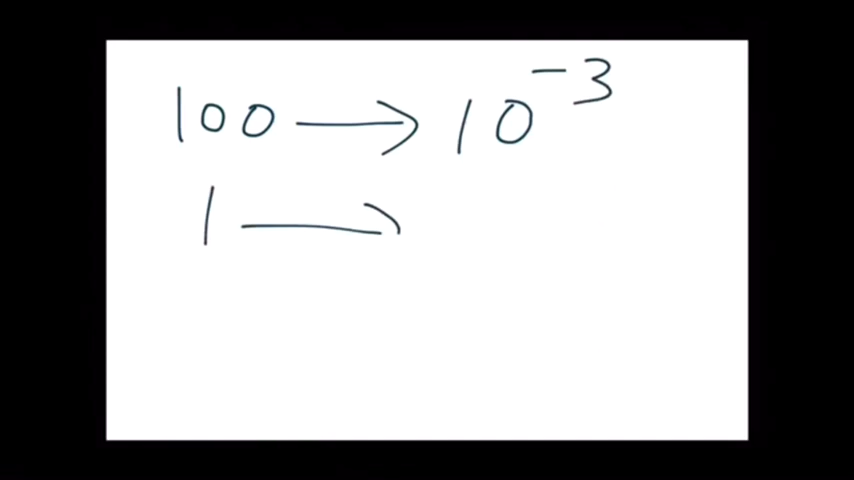 100 → 10⁻³
1 →